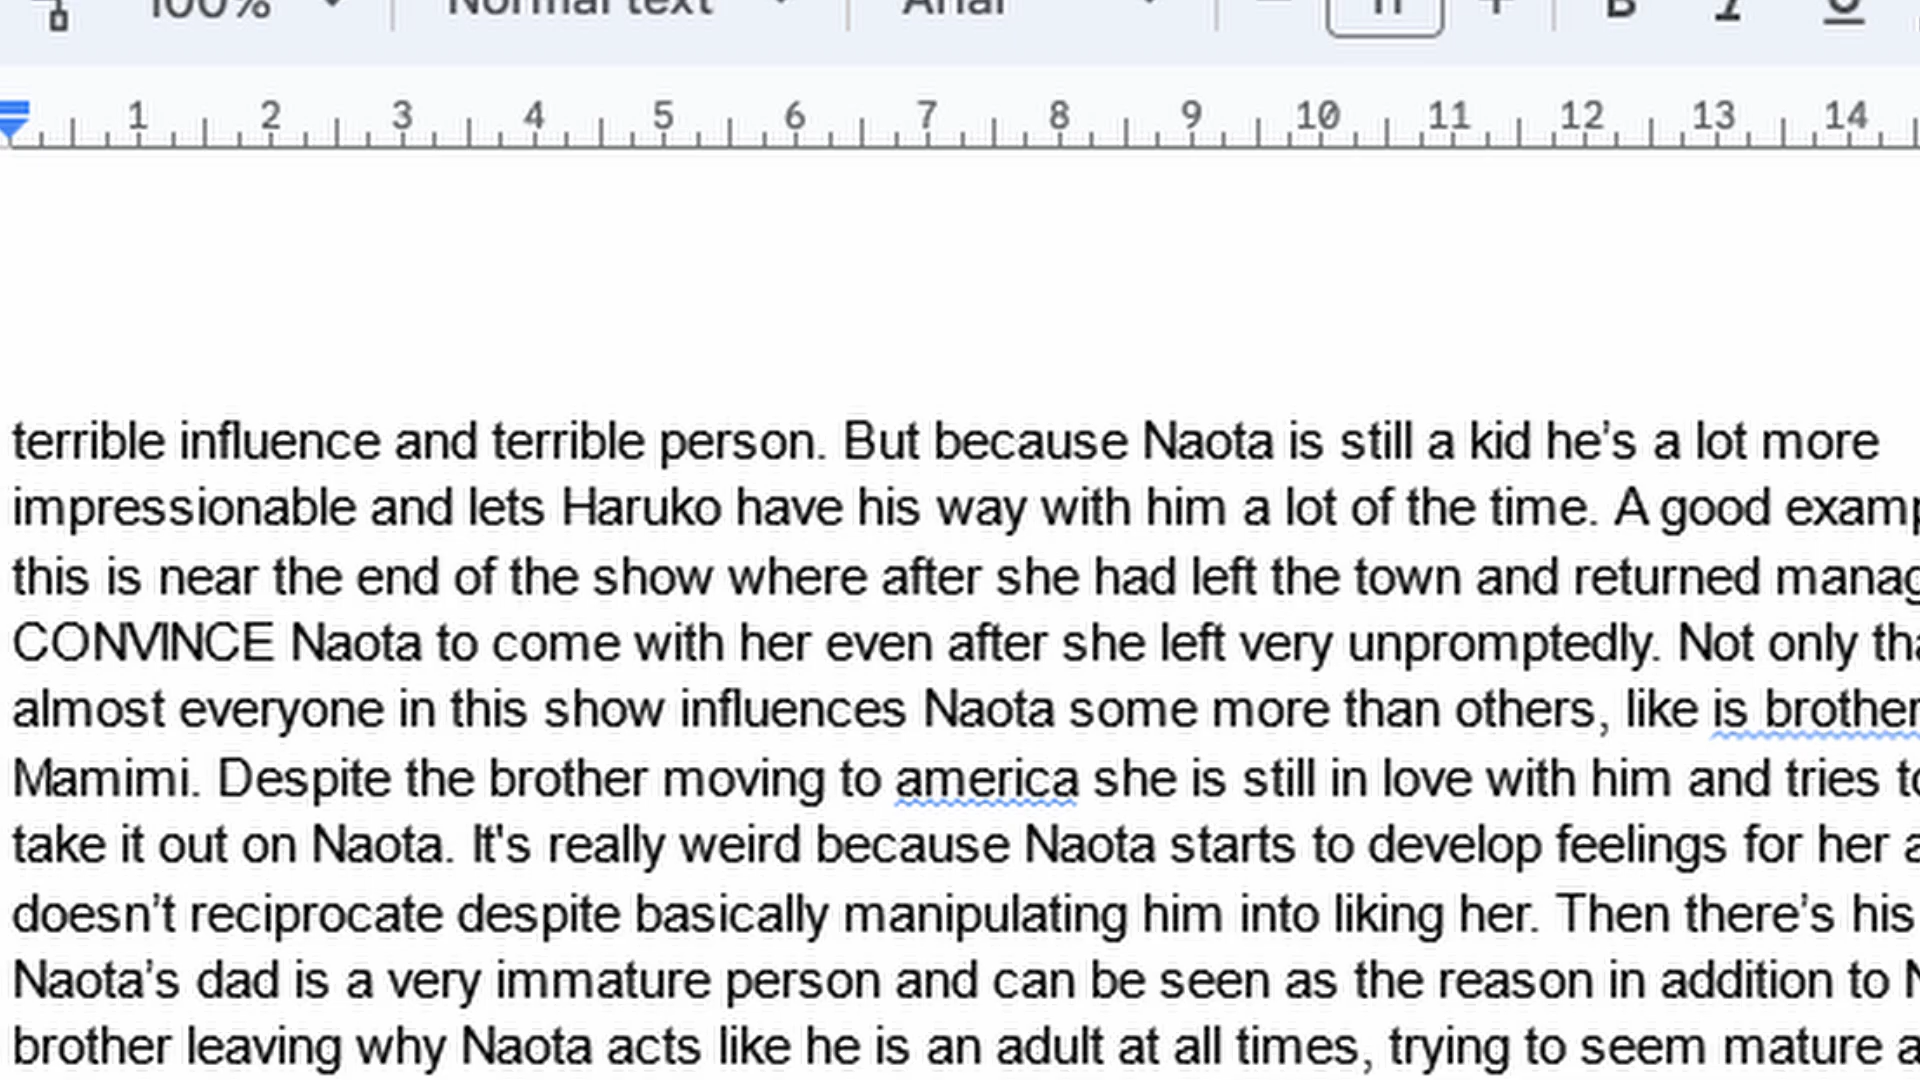 100% Normal text Arial 11 + B I U
1 2 3 4 5 6 7 8 9 10 11 12 13 14
terrible influence and terrible person. But because Naota is still a kid he’s a lot more
impressionable and lets Haruko have his way with him a lot of the time. A good examp
this is near the end of the show where after she had left the town and returned manag
CONVINCE Naota to come with her even after she left very unpromptedly. Not only tha
almost everyone in this show influences Naota some more than others, like is brother
Mamimi. Despite the brother moving to america she is still in love with him and tries to
take it out on Naota. It's really weird because Naota starts to develop feelings for her a
doesn’t reciprocate despite basically manipulating him into liking her. Then there’s his
Naota’s dad is a very immature person and can be seen as the reason in addition to N
brother leaving why Naota acts like he is an adult at all times, trying to seem mature a